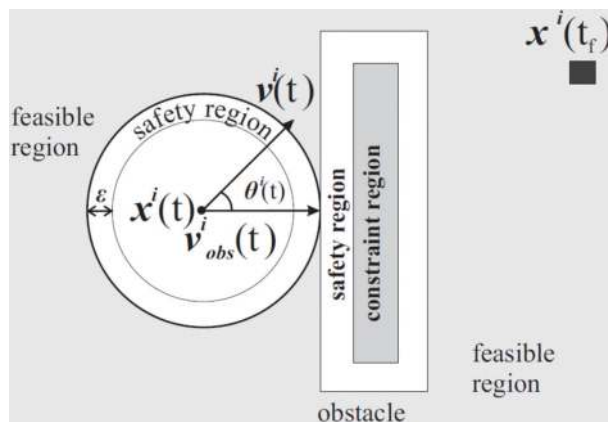 x^i(t_f)
feasible
region
safety region
v^i(t)
ε
θ^i(t)
x^i(t)
v^i_obs(t)
safety region
constraint region
feasible
region
obstacle